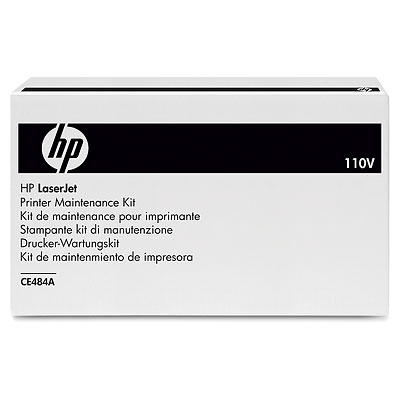 hp
110V
HP LaserJet
Printer Maintenance Kit
Kit de maintenance pour imprimante
Stampante kit di manutenzione
Drucker-Wartungskit
Kit de maintenmiento de impresora
CE484A